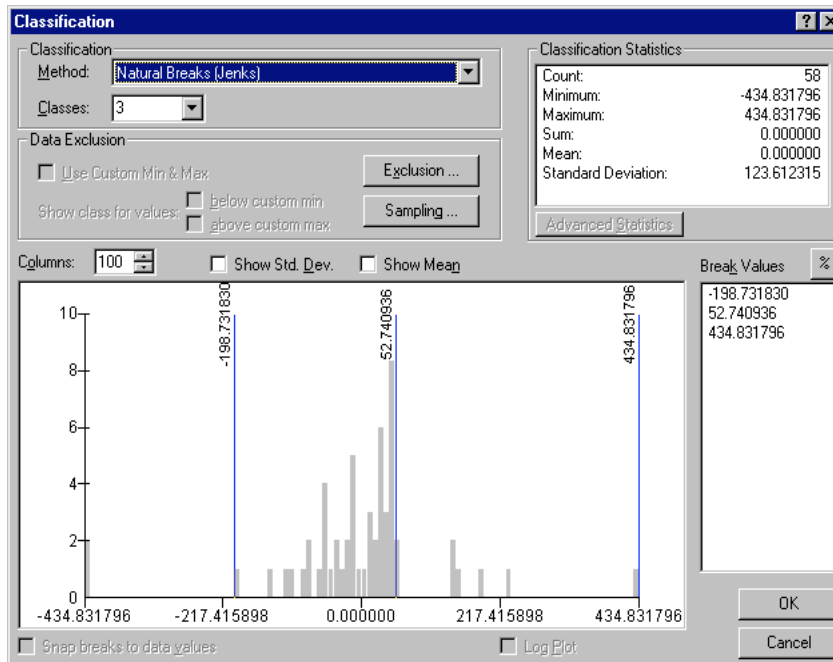 Classification
Classification
Method: Natural Breaks (Jenks)
Classes: 3
Data Exclusion
Use Custom Min & Max
Exclusion ...
Show class for values: below custom min
above custom max
Sampling ...
Classification Statistics
Count: 58
Minimum: -434.831796
Maximum: 434.831796
Sum: 0.000000
Mean: 0.000000
Standard Deviation: 123.612315
Advanced Statistics
Columns: 100 Show Std. Dev. Show Mean
Break Values %
-198.731830
52.740936
434.831796
-198.731830
52.740936
434.831796
10
8
6
4
2
0
-434.831796 -217.415898 0.000000 217.415898 434.831796
Snap breaks to data values Log Plot
OK
Cancel